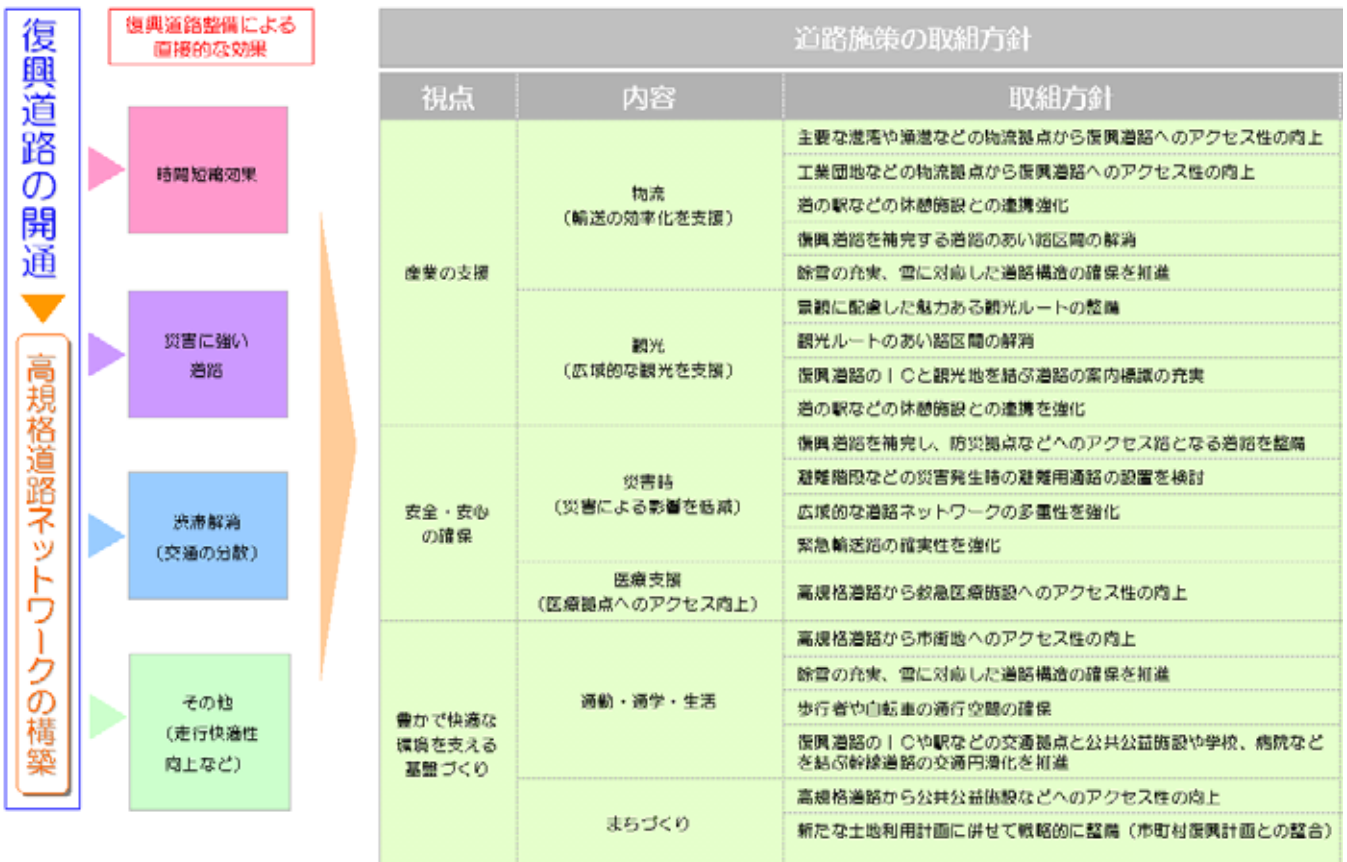 復興道路の開通
高規格道路ネットワークの構築
復興道路整備による
直接的な効果
時間短縮効果
災害に強い
道路
渋滞解消
(交通の分散)
その他
(走行快適性
向上など)
道路施策の取組方針
視点
内容
取組方針
産業の支援
物流
(輸送の効率化を支援)
主要な港湾や漁港などの物流拠点から復興道路へのアクセス性の向上
工業団地などの物流拠点から復興道路へのアクセス性の向上
道の駅などの休憩施設との連携強化
復興道路を補完する道路のあい路区間の解消
除雪の充実、雪に対応した道路構造の確保を推進
観光
(広域的な観光を支援)
景観に配慮した魅力ある観光ルートの整備
観光ルートのあい路区間の解消
復興道路のICと観光地を結ぶ道路の案内標識の充実
道の駅などの休憩施設との連携を強化
安全・安心
の確保
災害時
(災害による影響を低減)
復興道路を補完し、防災拠点などへのアクセス路となる道路を整備
避難階段などの災害発生時の避難用通路の設置を検討
広域的な道路ネットワークの多重性を強化
緊急輸送路の確実性を強化
医療支援
(医療拠点へのアクセス向上)
高規格道路から救急医療施設へのアクセス性の向上
豊かで快適な
環境を支える
基盤づくり
通勤・通学・生活
高規格道路から市街地へのアクセス性の向上
除雪の充実、雪に対応した道路構造の確保を推進
歩行者や自転車の通行空間の確保
復興道路のICや駅などの交通拠点と公共公益施設や学校、病院など
を結ぶ幹線道路の交通円滑化を推進
まちづくり
高規格道路から公共公益施設などへのアクセス性の向上
新たな土地利用計画に併せて戦略的に整備(市町村復興計画との整合)